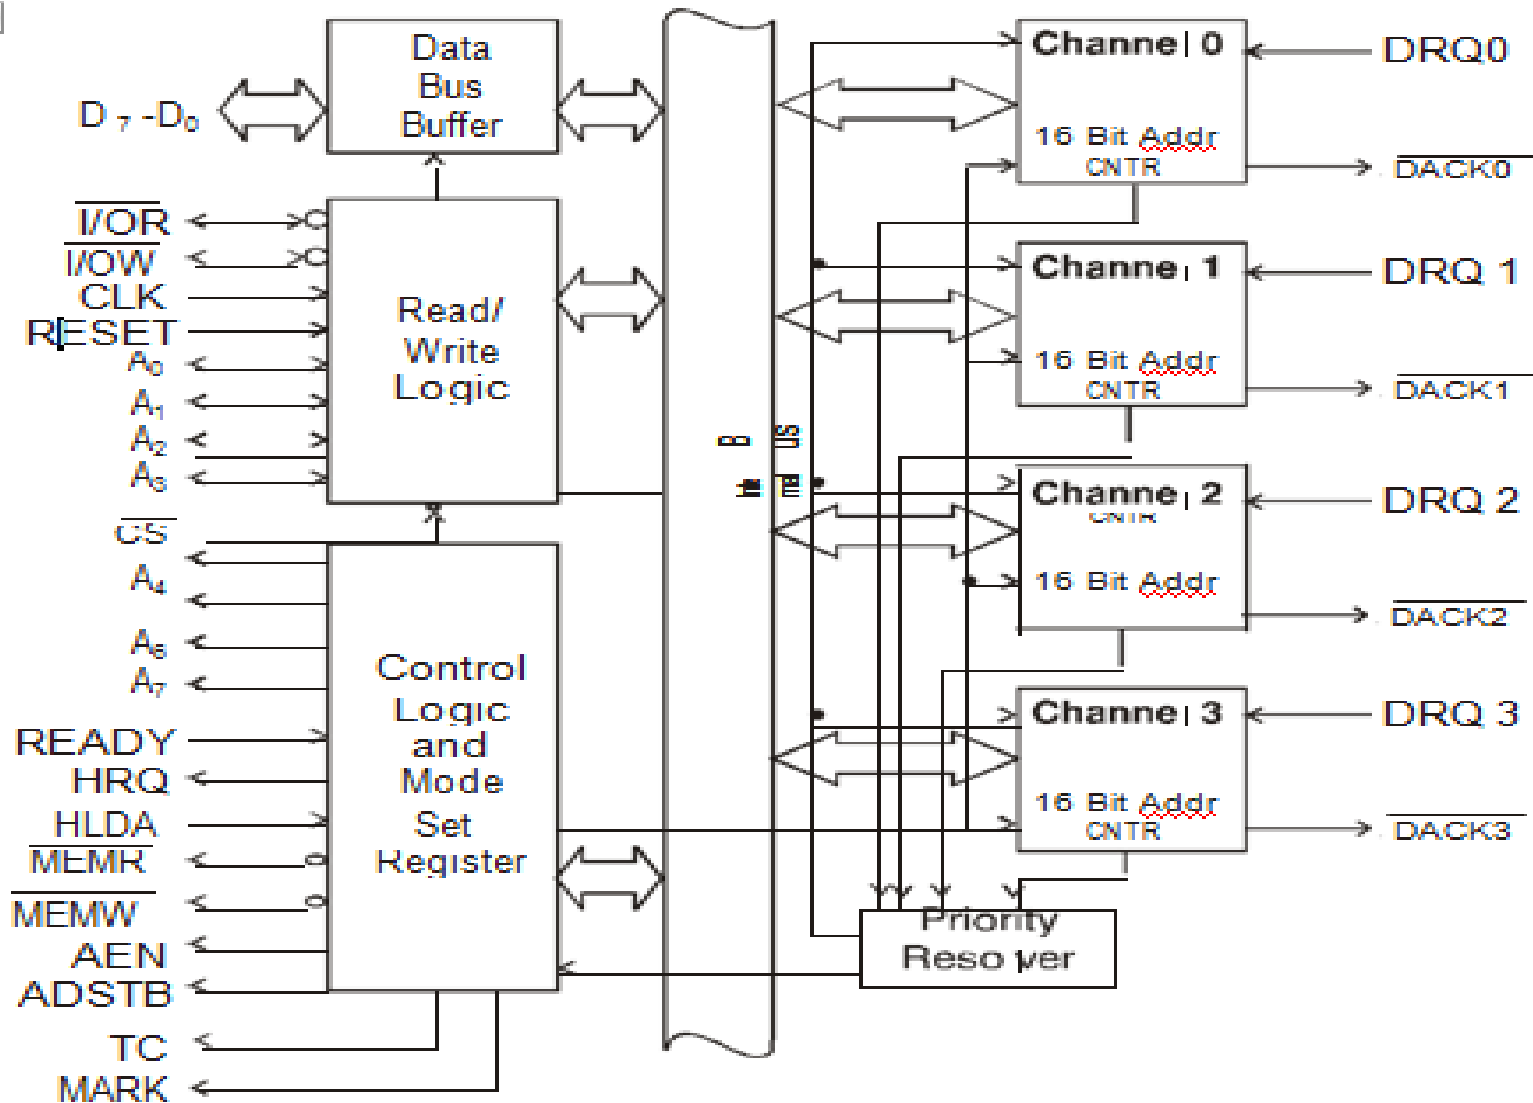 Data
Bus
Buffer
D7-D0
I/OR
I/OW
CLK
RESET
A0
A1
A2
A3
CS
Read/
Write
Logic
A4
A6
A7
READY
HRQ
HLDA
MEMR
MEMW
AEN
ADSTB
TC
MARK
Control
Logic
and
Mode
Set
Register
Channel 0
16 Bit Addr
CNTR
DRQ0
DACK0
Channel 1
16 Bit Addr
CNTR
DRQ 1
DACK1
Channel 2
CNTR
16 Bit Addr
DRQ 2
DACK2
Channel 3
16 Bit Addr
CNTR
DRQ 3
DACK3
Priority
Resolver